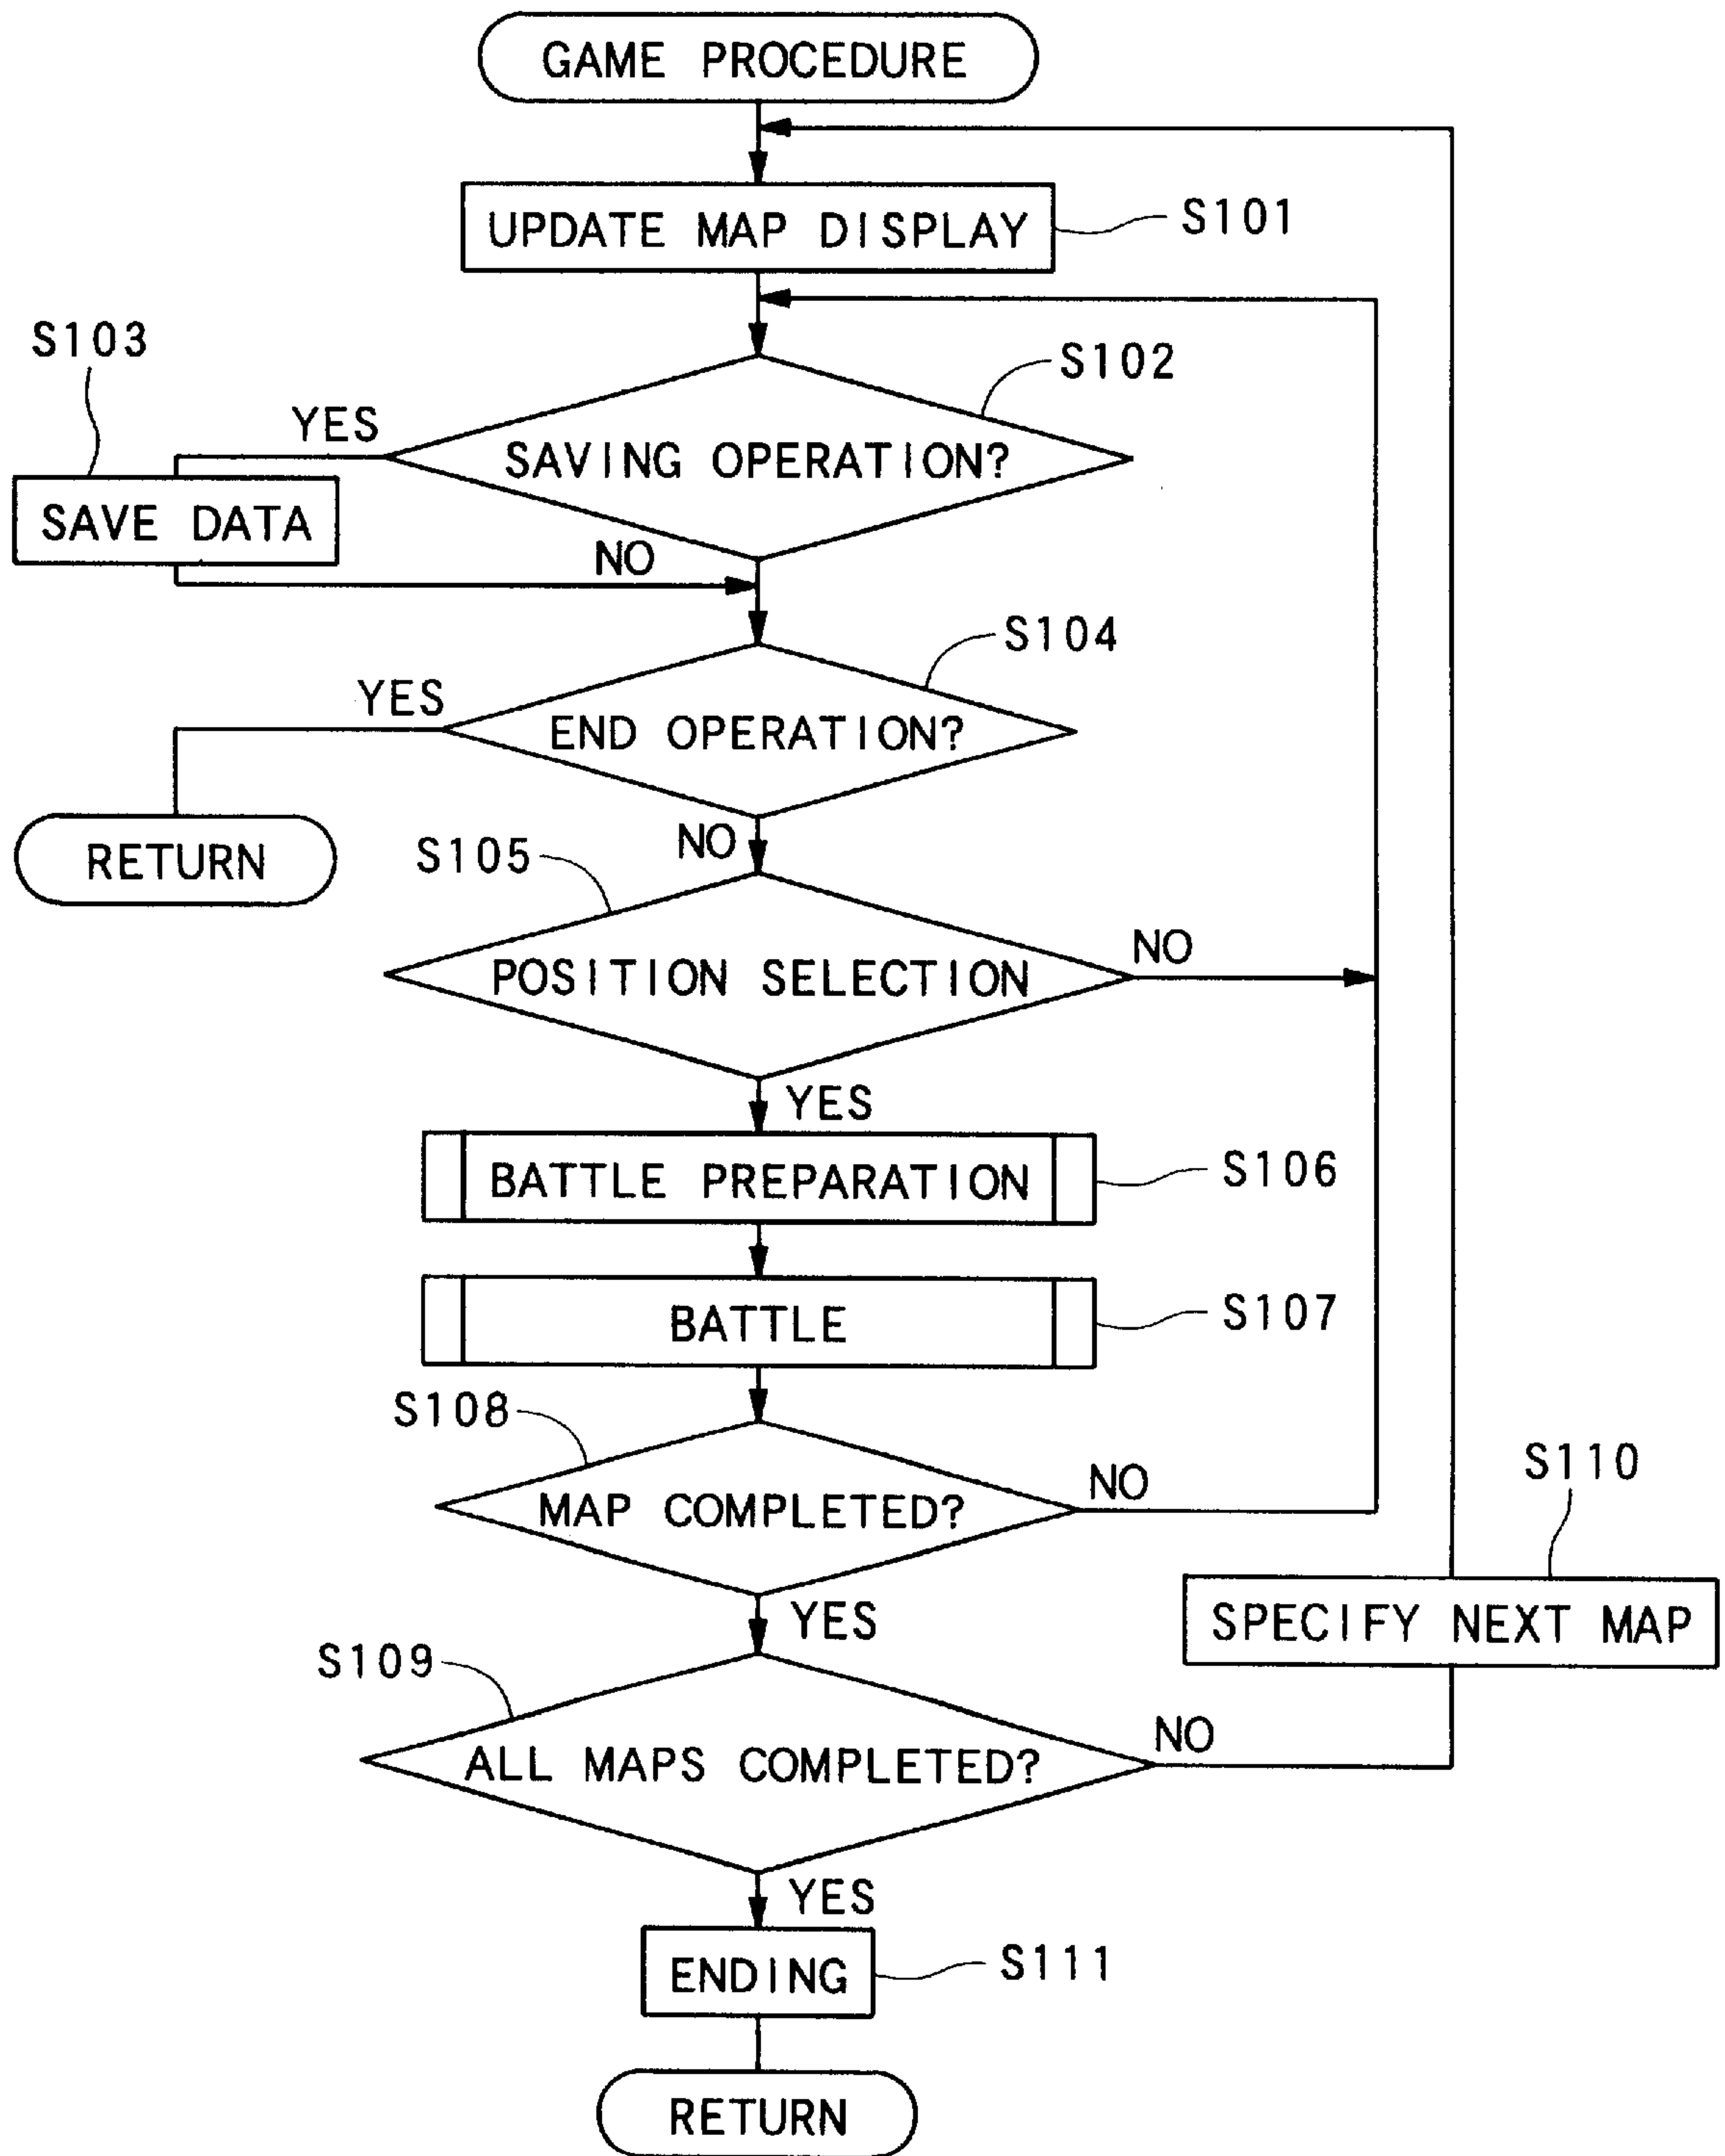 GAME PROCEDURE
UPDATE MAP DISPLAY
S101
S103
S102
YES
SAVING OPERATION?
SAVE DATA
NO
S104
YES
END OPERATION?
RETURN
NO
S105
POSITION SELECTION
NO
YES
BATTLE PREPARATION
S106
BATTLE
S107
S108
MAP COMPLETED?
NO
S110
YES
SPECIFY NEXT MAP
S109
ALL MAPS COMPLETED?
NO
YES
ENDING
S111
RETURN